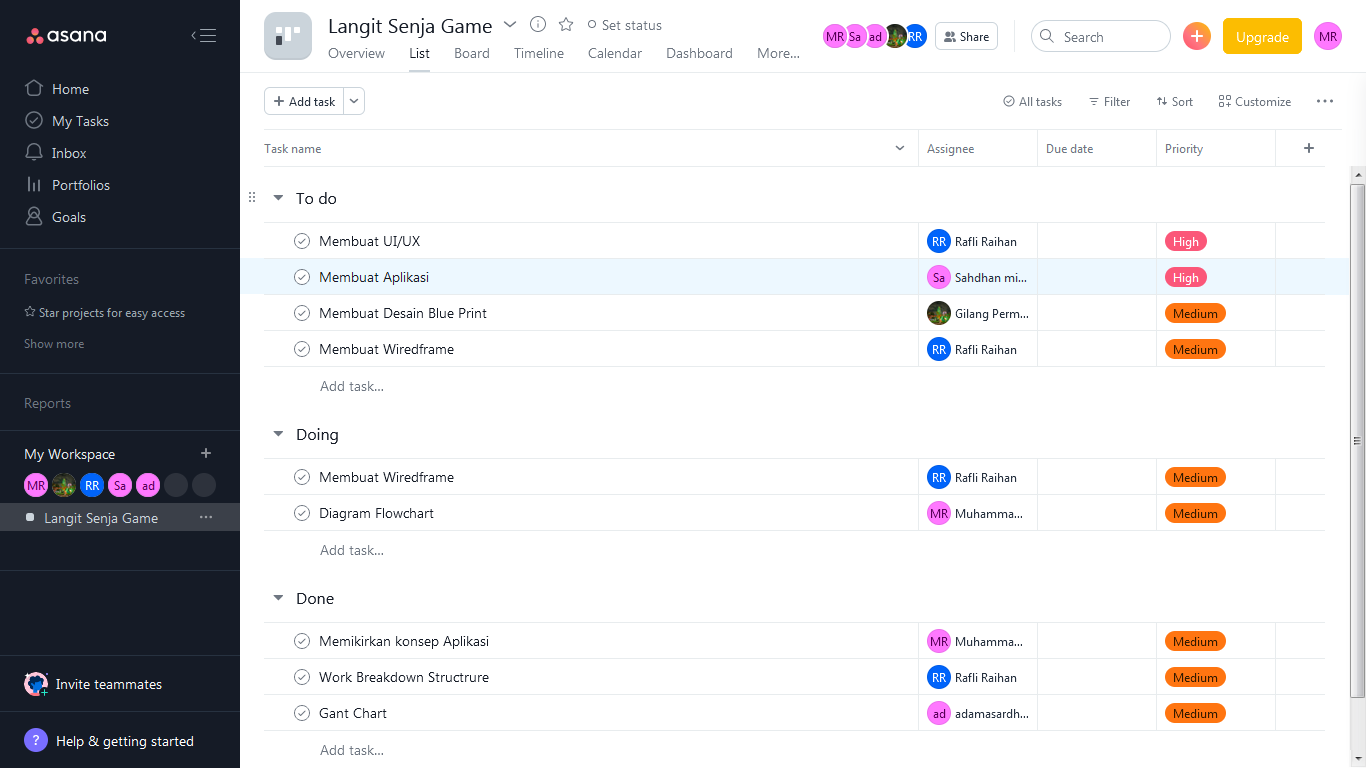 asana
Home
My Tasks
Inbox
Portfolios
Goals
Favorites
Star projects for easy access
Show more
Reports
My Workspace
MR RR Sa ad
Langit Senja Game
Invite teammates
? Help & getting started
Langit Senja Game Set status
Overview List Board Timeline Calendar Dashboard More...
MR Sa ad RR Share Search Upgrade MR
Add task All tasks Filter Sort Customize
Task name Assignee Due date Priority
To do
Membuat UI/UX RR Rafli Raihan High
Membuat Aplikasi Sa Sahdhan mi... High
Membuat Desain Blue Print Gilang Perm... Medium
Membuat Wiredframe RR Rafli Raihan Medium
Add task...
Doing
Membuat Wiredframe RR Rafli Raihan Medium
Diagram Flowchart MR Muhamma... Medium
Add task...
Done
Memikirkan konsep Aplikasi MR Muhamma... Medium
Work Breakdown Structrure RR Rafli Raihan Medium
Gant Chart ad adamasardh... Medium
Add task...